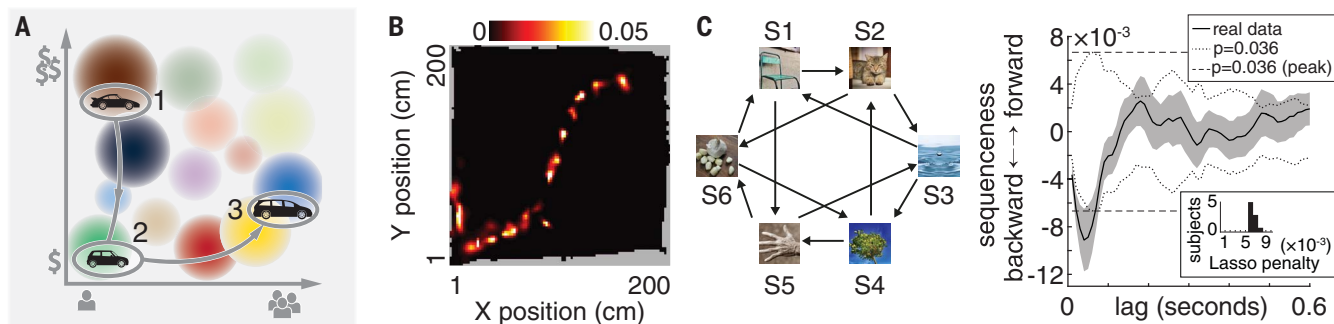 A
$$$
$
1
2
3
B
0
0.05
Y position (cm)
200
1
1
200
X position (cm)
C
S1
S2
S3
S4
S5
S6
×10⁻³
real data
p=0.036
p=0.036 (peak)
sequenceness
backward ←--→ forward
4
0
-4
-8
-12
0
lag (seconds)
0.6
subjects
5
0
1 5 9 (×10⁻³)
Lasso penalty